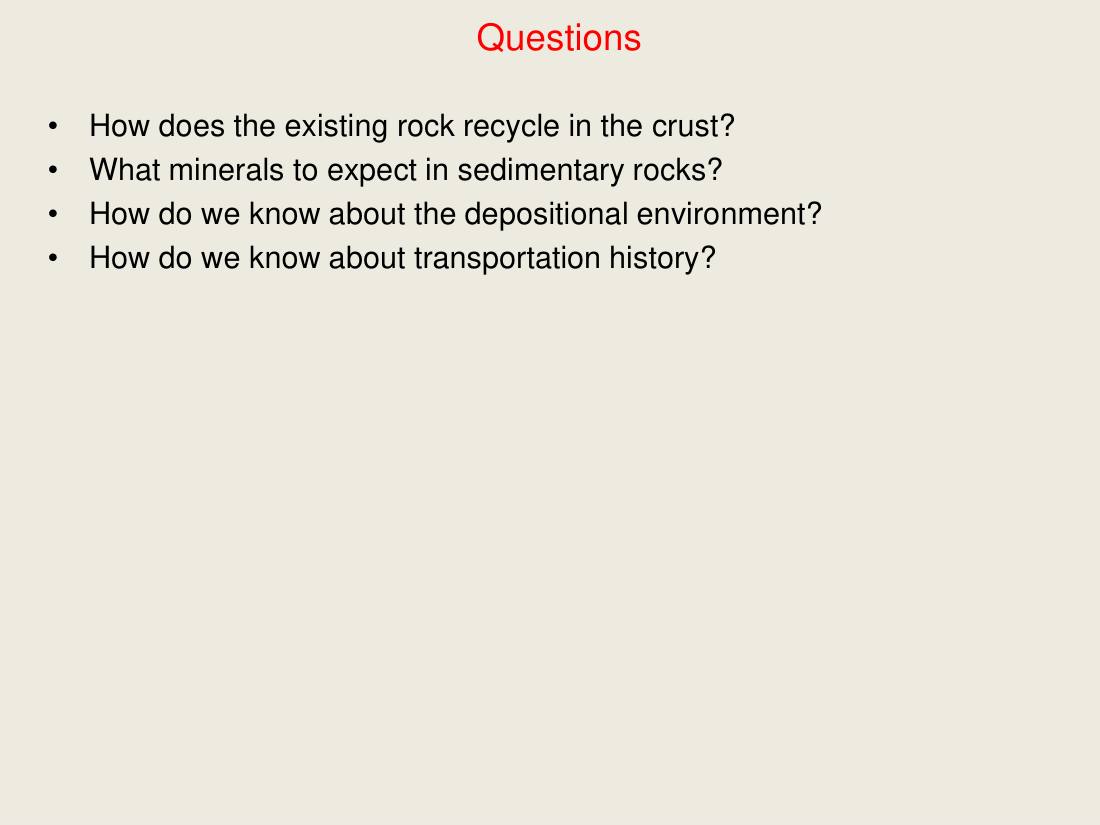 Questions
• How does the existing rock recycle in the crust?
• What minerals to expect in sedimentary rocks?
• How do we know about the depositional environment?
• How do we know about transportation history?